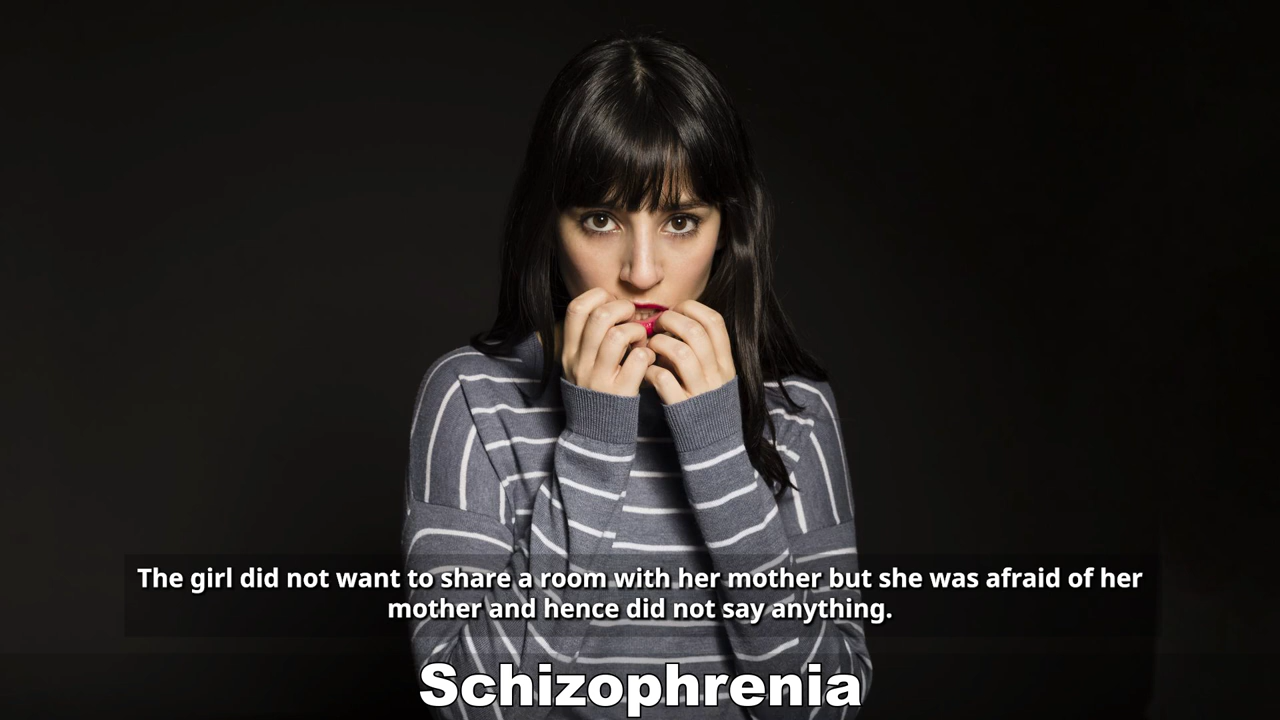 The girl did not want to share a room with her mother but she was afraid of her
mother and hence did not say anything.
Schizophrenia